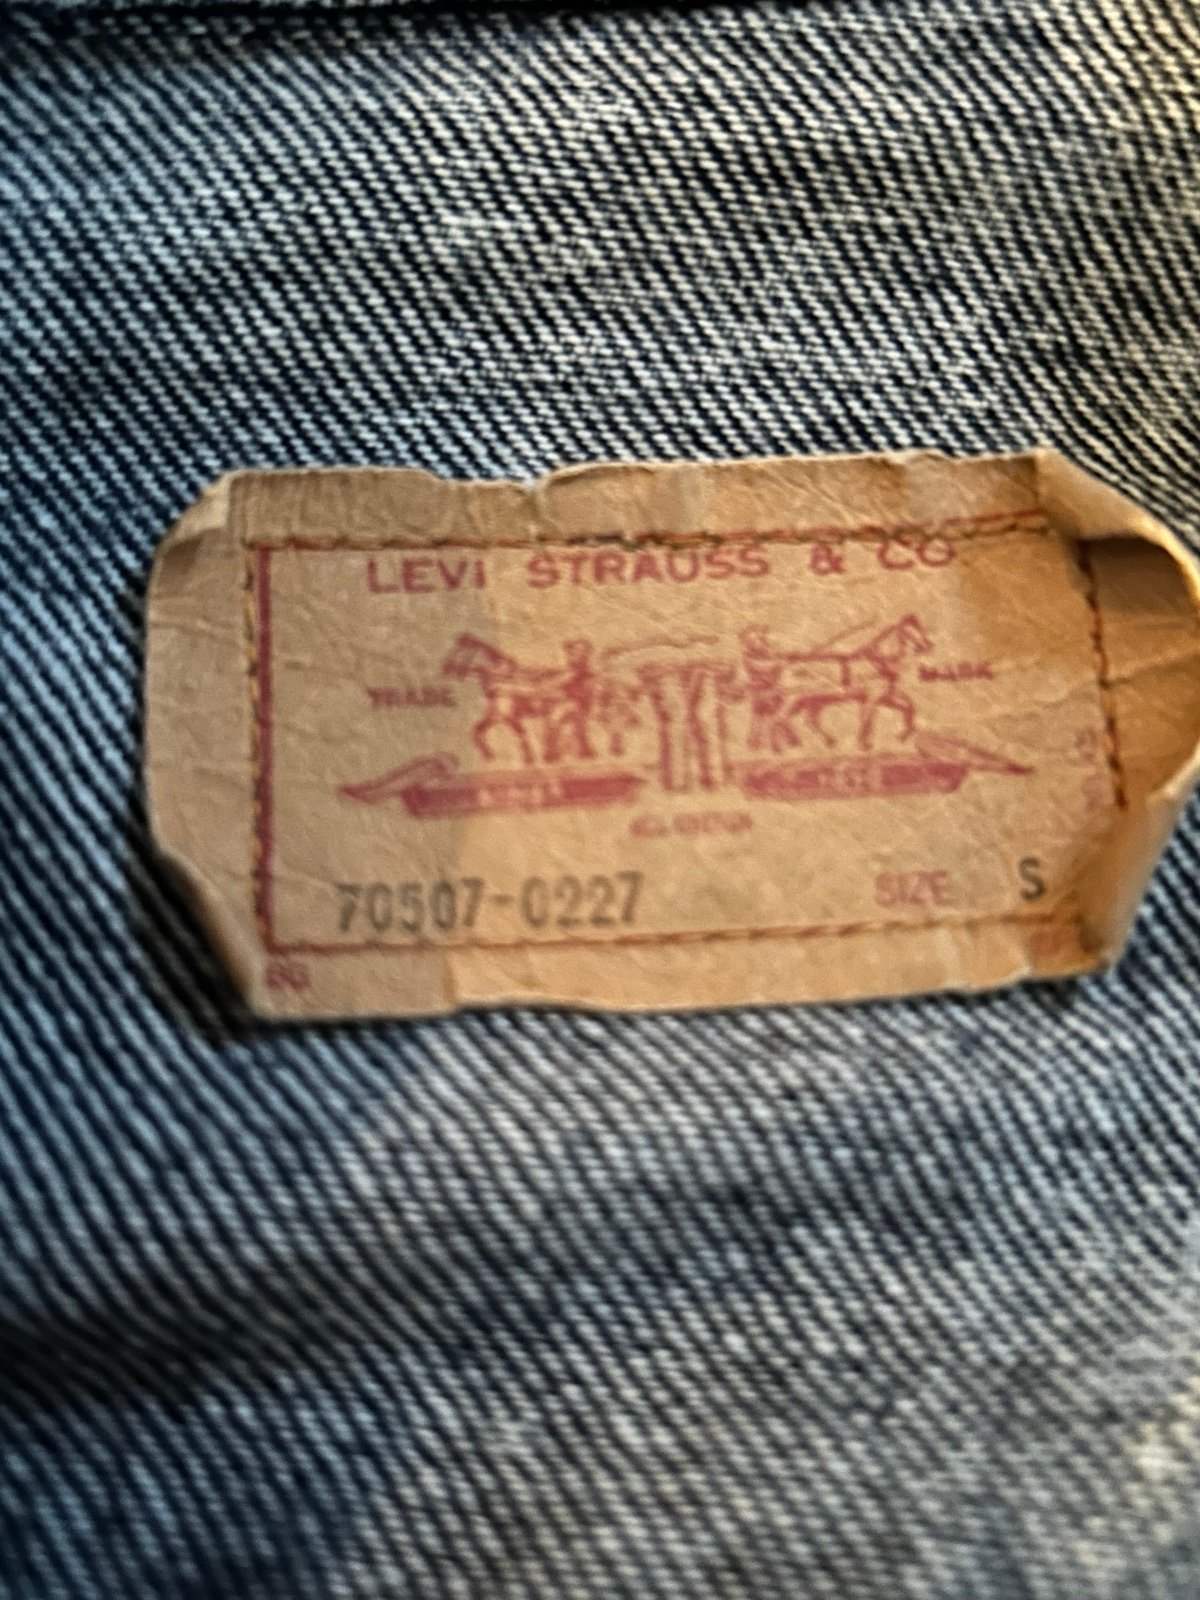 LEVI STRAUSS & CO
TRADE MARK
70507-0227 SIZE S